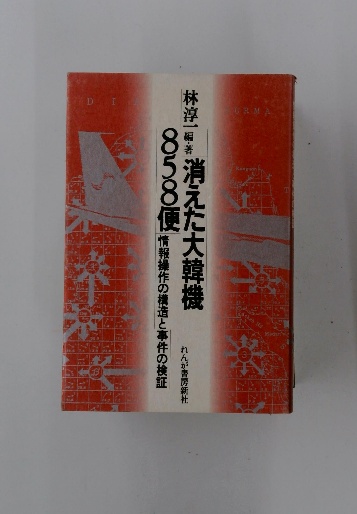 林淳一 編・著
消えた大韓機
858便
情報操作の構造と事件の検証
れんが書房新社